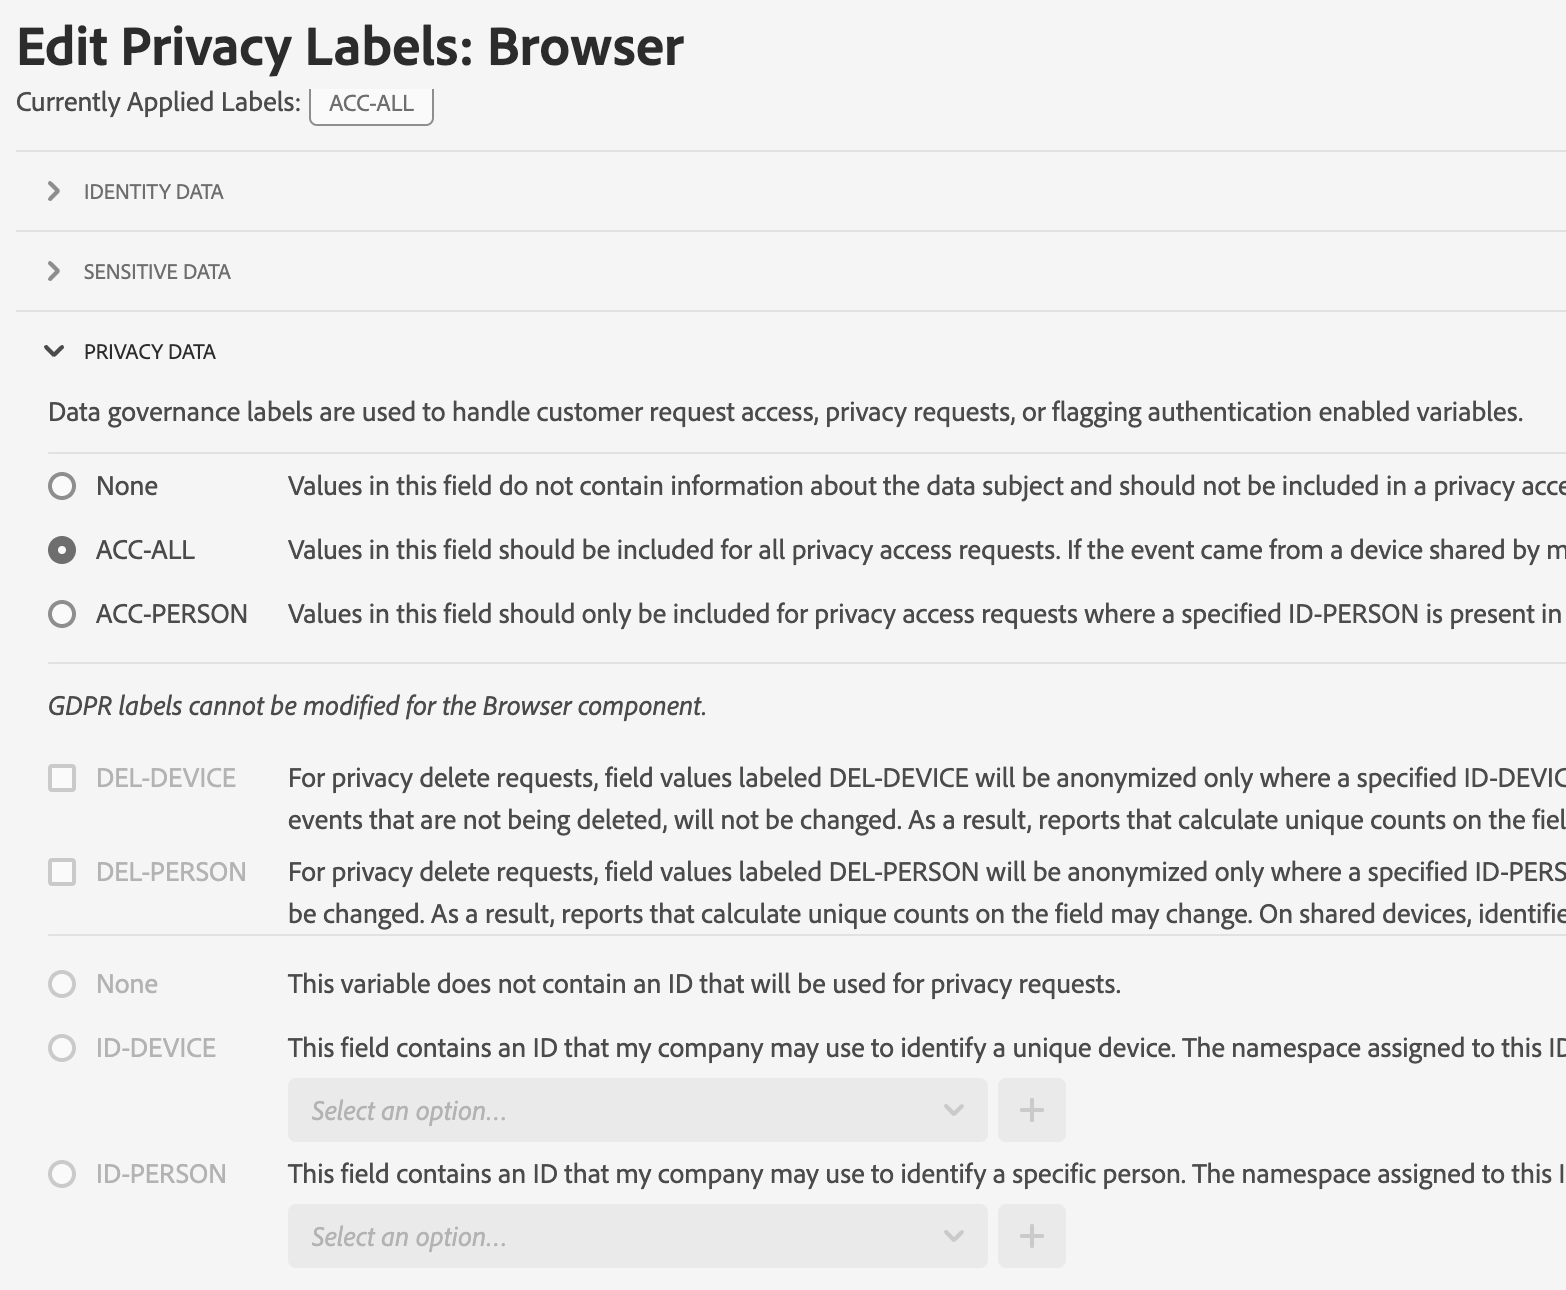 Edit Privacy Labels: Browser
Currently Applied Labels: ACC-ALL
IDENTITY DATA
SENSITIVE DATA
PRIVACY DATA
Data governance labels are used to handle customer request access, privacy requests, or flagging authentication enabled variables.
None Values in this field do not contain information about the data subject and should not be included in a privacy acce
ACC-ALL Values in this field should be included for all privacy access requests. If the event came from a device shared by m
ACC-PERSON Values in this field should only be included for privacy access requests where a specified ID-PERSON is present in
GDPR labels cannot be modified for the Browser component.
DEL-DEVICE For privacy delete requests, field values labeled DEL-DEVICE will be anonymized only where a specified ID-DEVIC
events that are not being deleted, will not be changed. As a result, reports that calculate unique counts on the fiel
DEL-PERSON For privacy delete requests, field values labeled DEL-PERSON will be anonymized only where a specified ID-PERS
be changed. As a result, reports that calculate unique counts on the field may change. On shared devices, identifie
None This variable does not contain an ID that will be used for privacy requests.
ID-DEVICE This field contains an ID that my company may use to identify a unique device. The namespace assigned to this ID
Select an option...
ID-PERSON This field contains an ID that my company may use to identify a specific person. The namespace assigned to this I
Select an option...